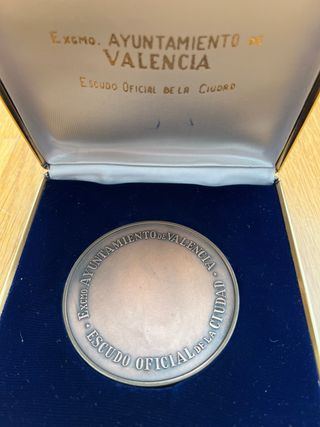 EXCMO. AYUNTAMIENTO DE
VALENCIA
ESCUDO OFICIAL DE LA CIUDAD
EXCMO AYUNTAMIENTO DE VALENCIA ·
ESCUDO OFICIAL DE LA CIUDAD ·